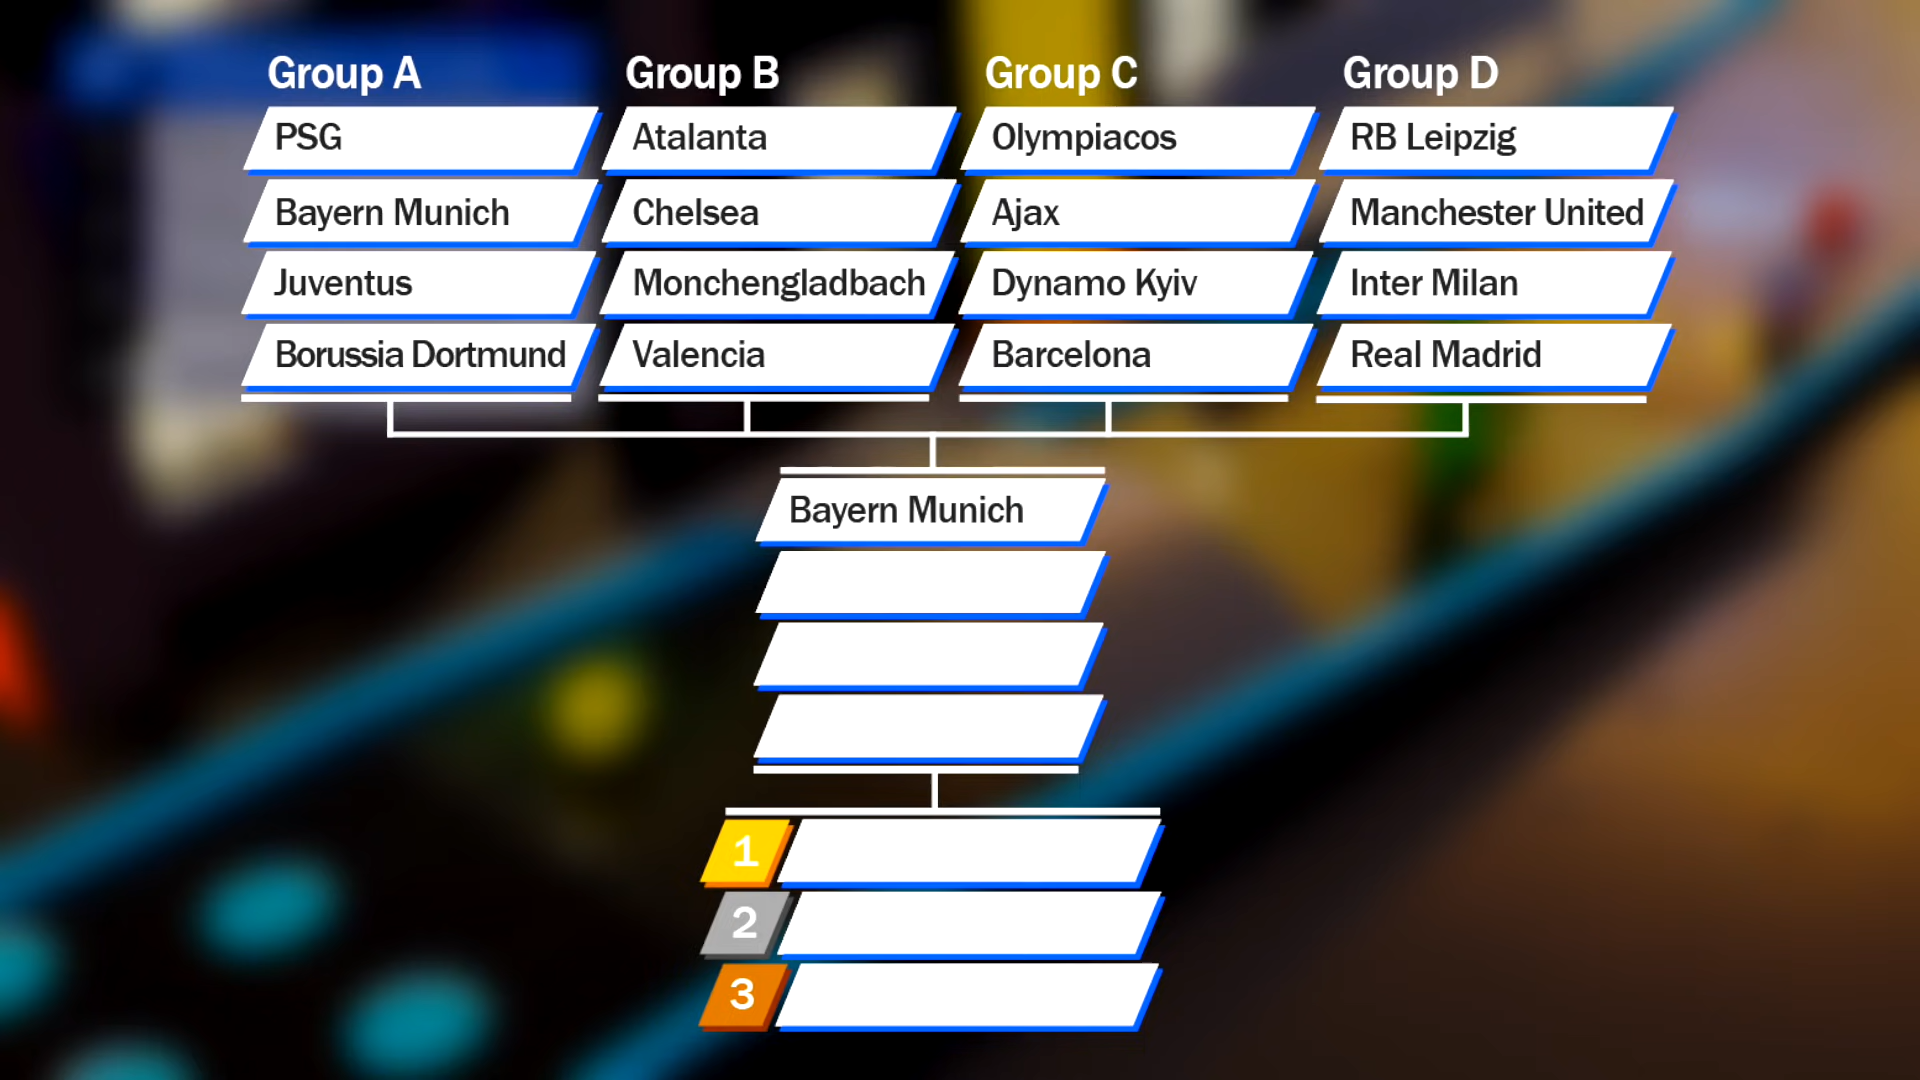 Group A
PSG
Bayern Munich
Juventus
Borussia Dortmund
Group B
Atalanta
Chelsea
Monchengladbach
Valencia
Group C
Olympiacos
Ajax
Dynamo Kyiv
Barcelona
Group D
RB Leipzig
Manchester United
Inter Milan
Real Madrid
Bayern Munich
1
2
3